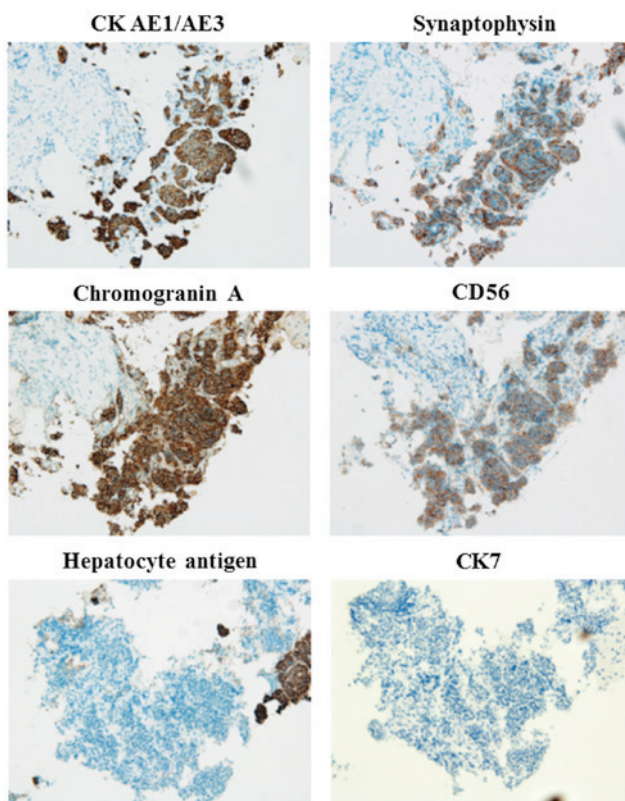 CK AE1/AE3
Synaptophysin
Chromogranin A
CD56
Hepatocyte antigen
CK7